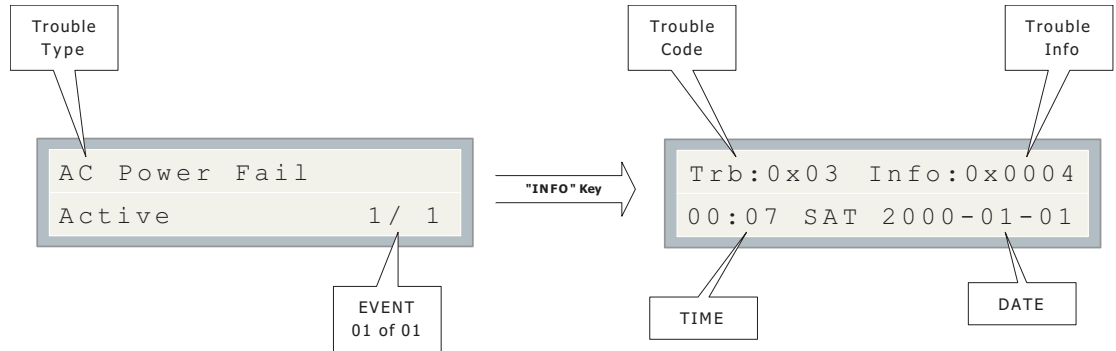 Trouble
Type
AC Power Fail
Active 1/ 1
EVENT
01 of 01
"INFO" Key
Trouble
Code
Trouble
Info
Trb:0x03 Info:0x0004
00:07 SAT 2000-01-01
TIME
DATE